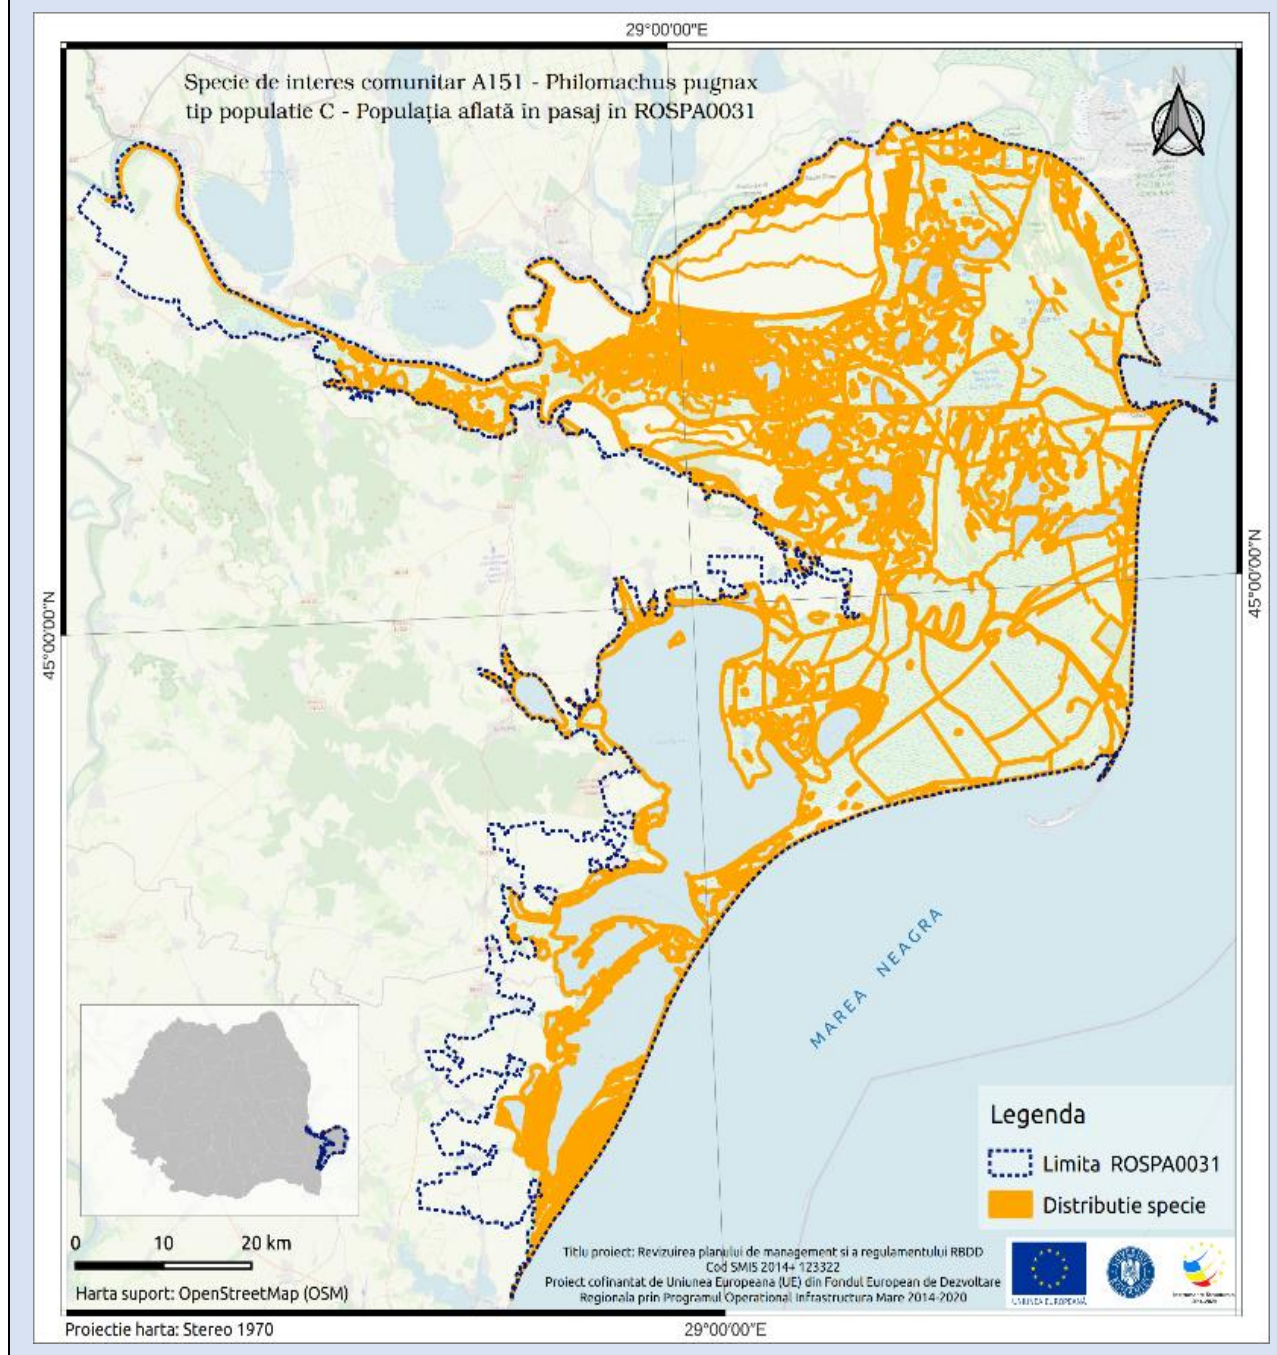 29°00'00"E
Specie de interes comunitar A151 - Philomachus pugnax
tip populatie C - Populația aflată in pasaj in ROSPA0031
N
45°00'00"N
45°00'00"N
MAREA NEAGRA
Legenda
Limita ROSPA0031
Distributie specie
0 10 20 km
Harta suport: OpenStreetMap (OSM)
Titlu proiect: Revizuirea planului de management si a regulamentului RBDD
Cod SMIS 2014+ 123322
Proiect cofinantat de Uniunea Europeana (UE) din Fondul European de Dezvoltare
Regionala prin Programul Operational Infrastructura Mare 2014-2020
UNIUNEA EUROPEANĂ
Proiectie harta: Stereo 1970
29°00'00"E